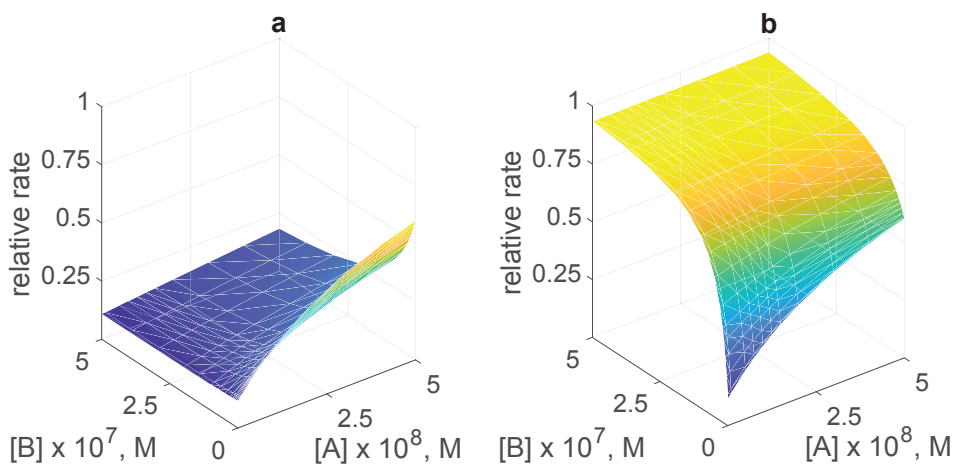 a
relative rate
1
0.75
0.5
0.25
5
2.5
0
[B] x 10^7, M
5
2.5
[A] x 10^8, M
b
relative rate
1
0.75
0.5
0.25
5
2.5
0
[B] x 10^7, M
5
2.5
[A] x 10^8, M